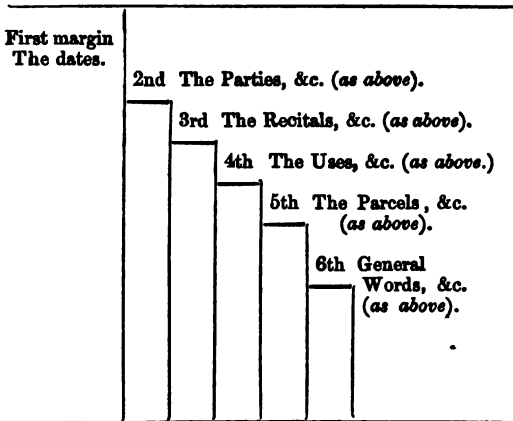 First margin
The dates.
2nd The Parties, &c. (as above).
3rd The Recitals, &c. (as above).
4th The Uses, &c. (as above.)
5th The Parcels, &c.
(as above).
6th General
Words, &c.
(as above).